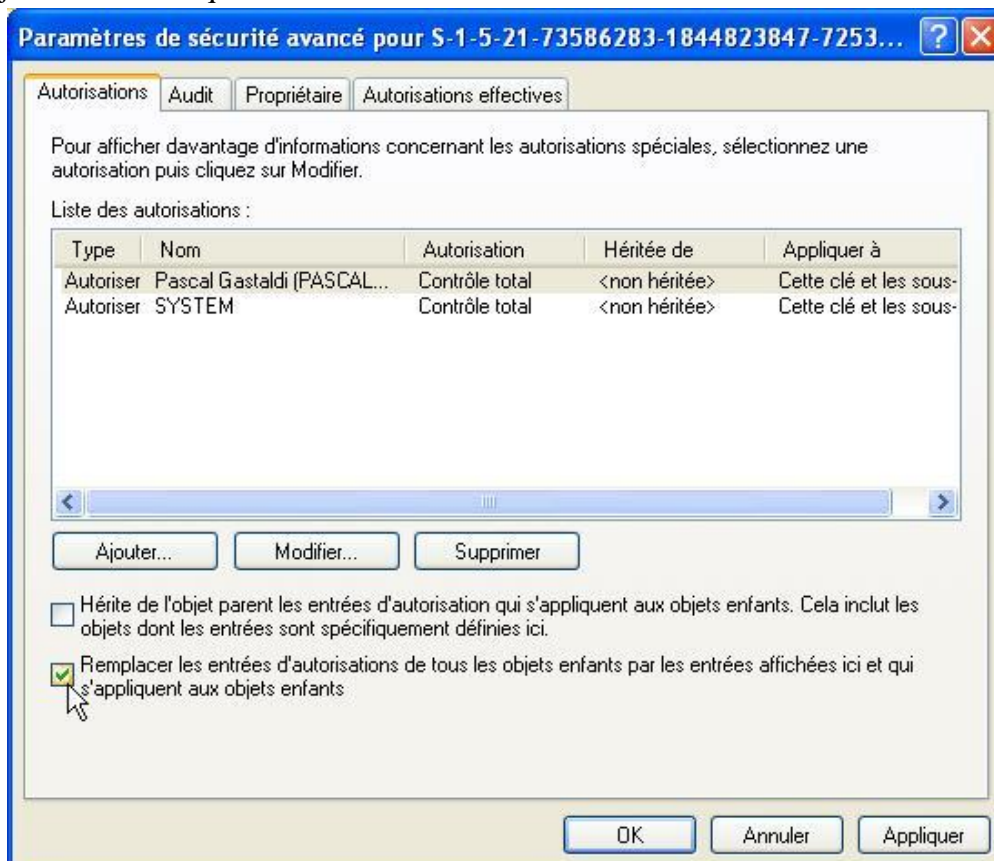 Paramètres de sécurité avancé pour S-1-5-21-73586283-1844823847-7253...
Autorisations Audit Propriétaire Autorisations effectives
Pour afficher davantage d'informations concernant les autorisations spéciales, sélectionnez une
autorisation puis cliquez sur Modifier.
Liste des autorisations :
Type Nom Autorisation Héritée de Appliquer à
Autoriser Pascal Gastaldi (PASCAL... Contrôle total <non héritée> Cette clé et les sous-
Autoriser SYSTEM Contrôle total <non héritée> Cette clé et les sous-
Ajouter... Modifier... Supprimer
Hérite de l'objet parent les entrées d'autorisation qui s'appliquent aux objets enfants. Cela inclut les
objets dont les entrées sont spécifiquement définies ici.
Remplacer les entrées d'autorisations de tous les objets enfants par les entrées affichées ici et qui
s'appliquent aux objets enfants
OK Annuler Appliquer